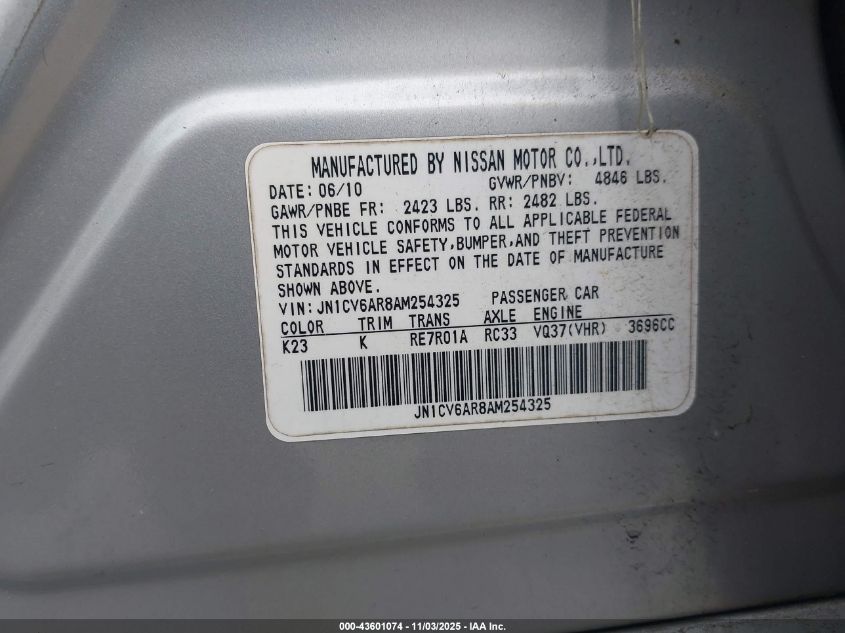 MANUFACTURED BY NISSAN MOTOR CO.,LTD.
DATE: 06/10 GVWR/PNBV: 4846 LBS.
GAWR/PNBE FR: 2423 LBS. RR: 2482 LBS.
THIS VEHICLE CONFORMS TO ALL APPLICABLE FEDERAL
MOTOR VEHICLE SAFETY,BUMPER,AND THEFT PREVENTION
STANDARDS IN EFFECT ON THE DATE OF MANUFACTURE
SHOWN ABOVE.
VIN: JN1CV6AR8AM254325 PASSENGER CAR
COLOR TRIM TRANS AXLE ENGINE
K23 K RE7R01A RC33 VQ37(VHR) 3696CC
JN1CV6AR8AM254325
000-43601074 - 11/03/2025 - IAA Inc.